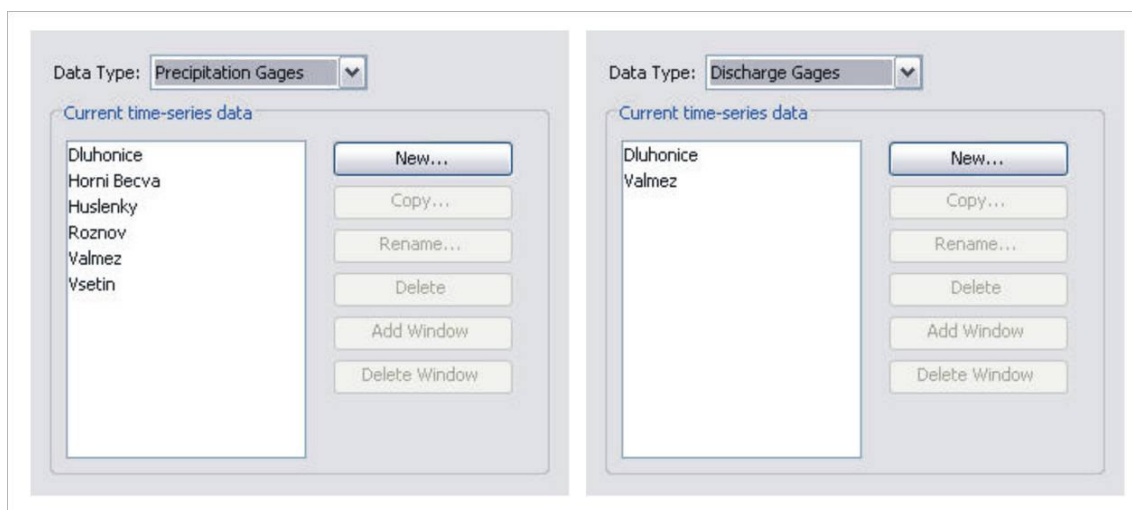 Data Type: Precipitation Gages
Current time-series data
Dluhonice
Horni Becva
Huslenky
Roznov
Valmez
Vsetin
New...
Copy...
Rename...
Delete
Add Window
Delete Window
Data Type: Discharge Gages
Current time-series data
Dluhonice
Valmez
New...
Copy...
Rename...
Delete
Add Window
Delete Window